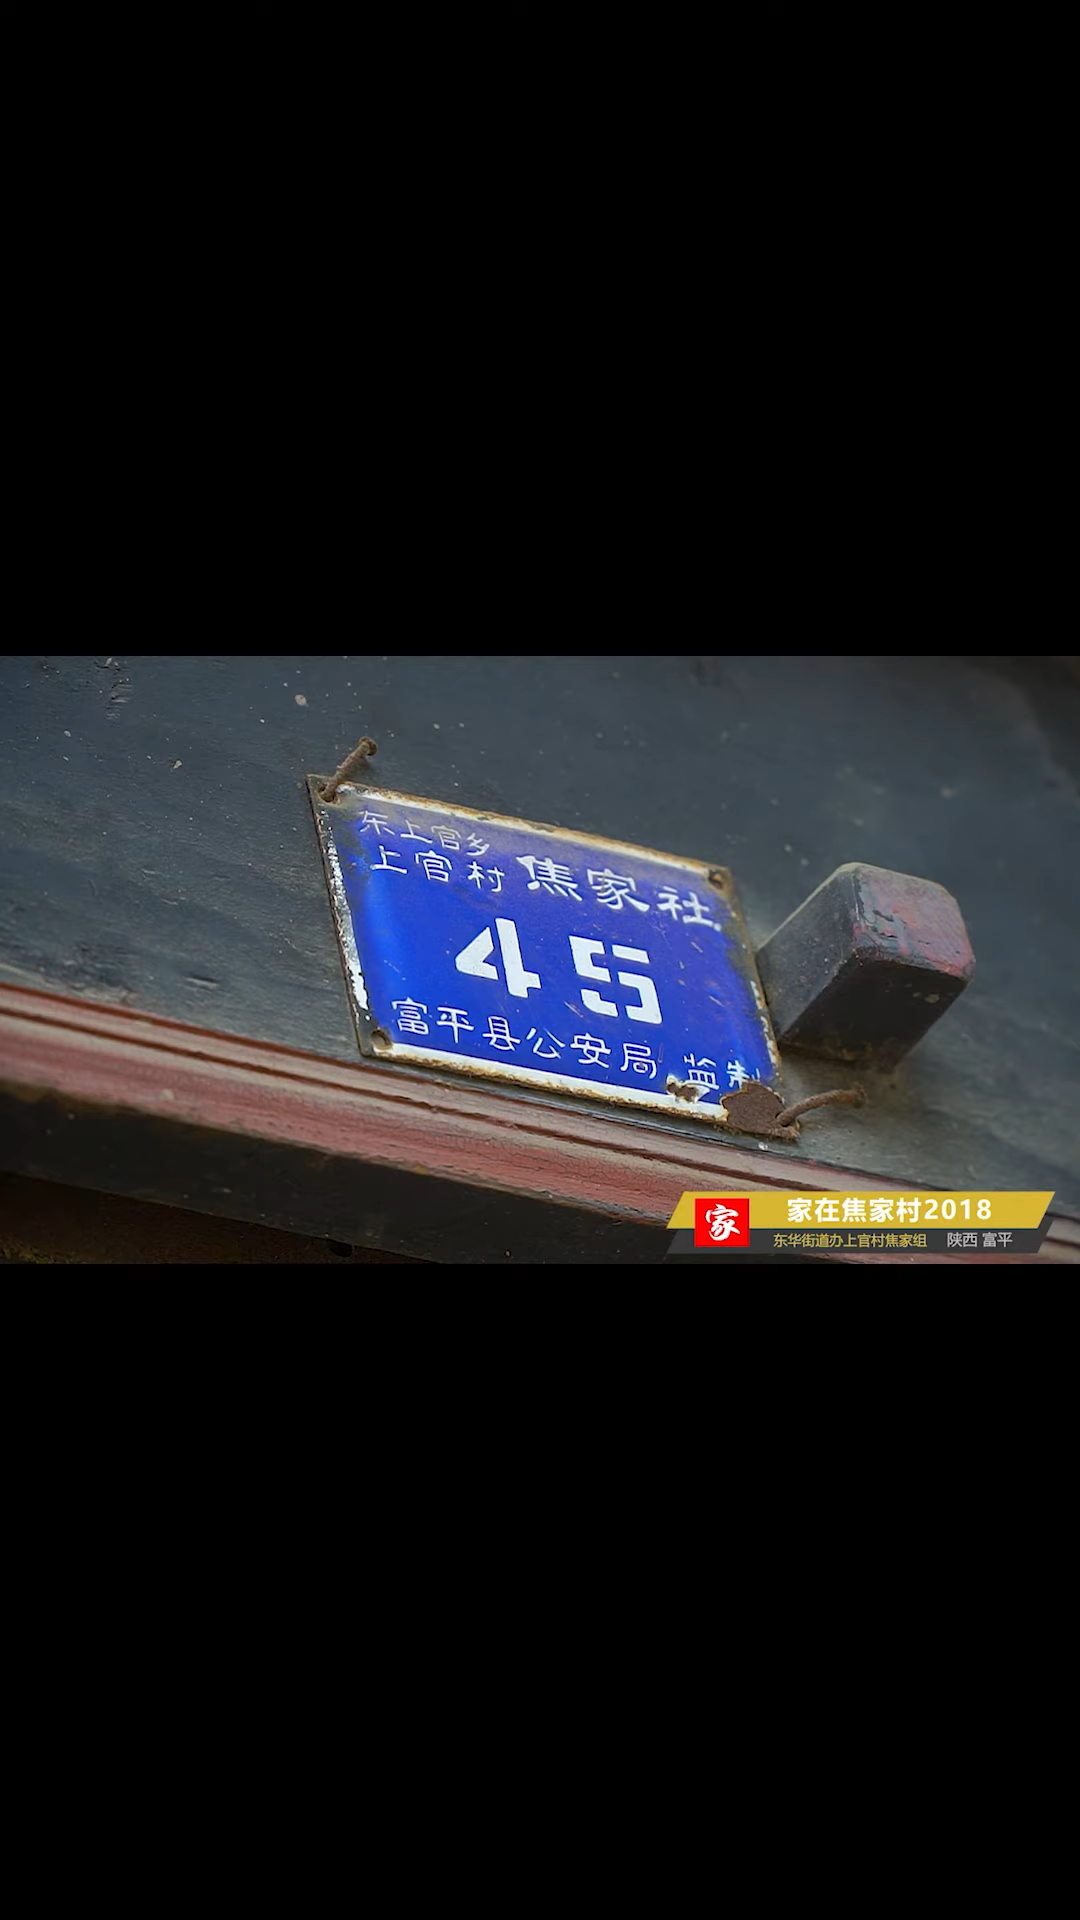 东上官乡
上官村 焦家社
45
富平县公安局 监制
家 家在焦家村2018
东华街道办上官村焦家组 陕西 富平